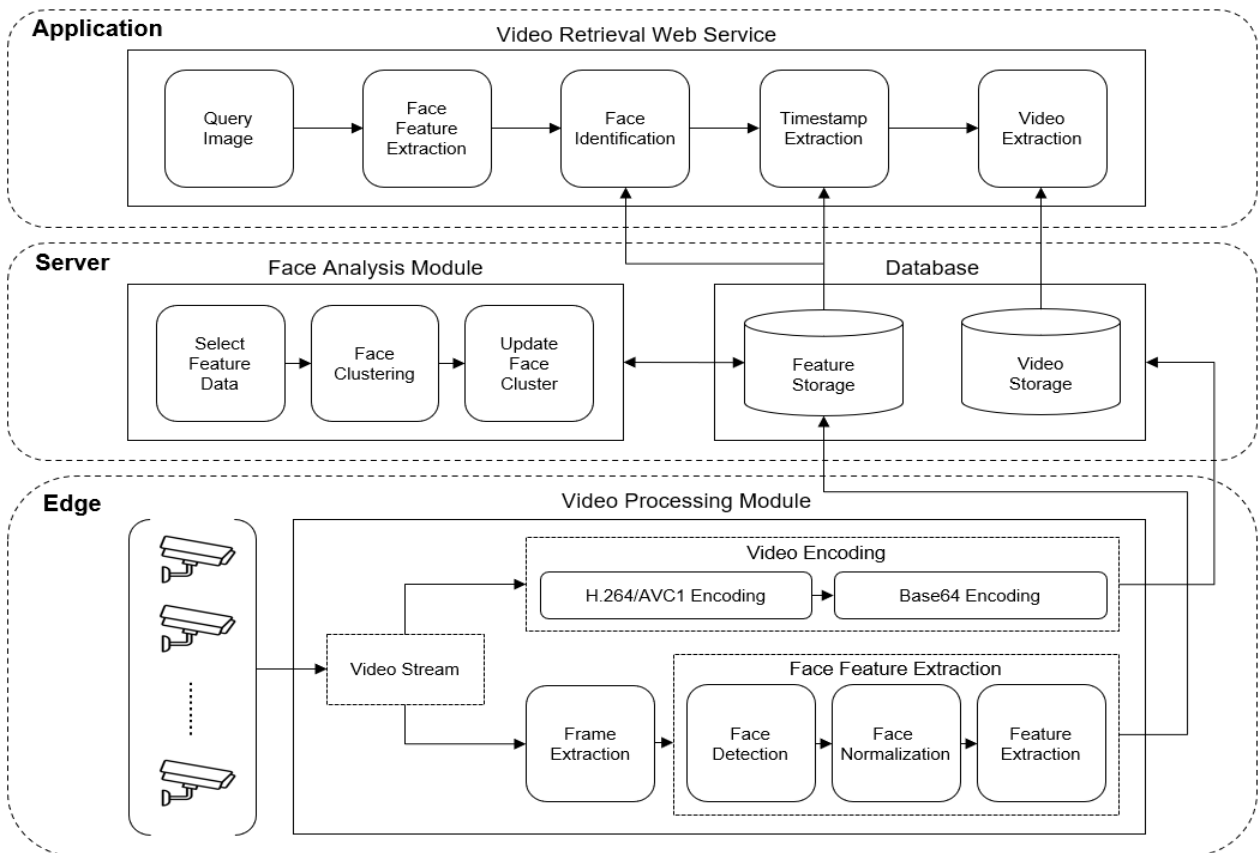 Application
Video Retrieval Web Service
Query
Image
Face
Feature
Extraction
Face
Identification
Timestamp
Extraction
Video
Extraction
Server
Face Analysis Module
Database
Select
Feature
Data
Face
Clustering
Update
Face
Cluster
Feature
Storage
Video
Storage
Edge
Video Processing Module
Video Encoding
H.264/AVC1 Encoding
Base64 Encoding
Video Stream
Face Feature Extraction
Frame
Extraction
Face
Detection
Face
Normalization
Feature
Extraction